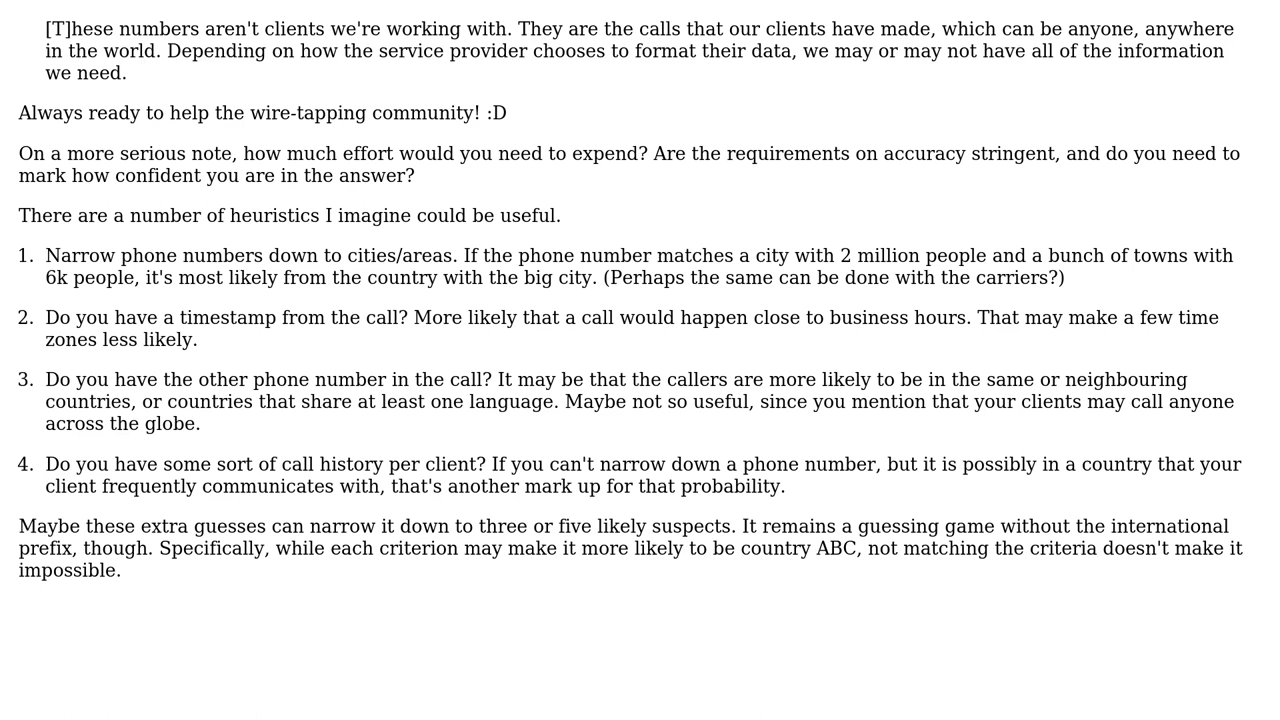 [T]hese numbers aren't clients we're working with. They are the calls that our clients have made, which can be anyone, anywhere
in the world. Depending on how the service provider chooses to format their data, we may or may not have all of the information
we need.
Always ready to help the wire-tapping community! :D
On a more serious note, how much effort would you need to expend? Are the requirements on accuracy stringent, and do you need to
mark how confident you are in the answer?
There are a number of heuristics I imagine could be useful.
1. Narrow phone numbers down to cities/areas. If the phone number matches a city with 2 million people and a bunch of towns with
6k people, it's most likely from the country with the big city. (Perhaps the same can be done with the carriers?)
2. Do you have a timestamp from the call? More likely that a call would happen close to business hours. That may make a few time
zones less likely.
3. Do you have the other phone number in the call? It may be that the callers are more likely to be in the same or neighbouring
countries, or countries that share at least one language. Maybe not so useful, since you mention that your clients may call anyone
across the globe.
4. Do you have some sort of call history per client? If you can't narrow down a phone number, but it is possibly in a country that your
client frequently communicates with, that's another mark up for that probability.
Maybe these extra guesses can narrow it down to three or five likely suspects. It remains a guessing game without the international
prefix, though. Specifically, while each criterion may make it more likely to be country ABC, not matching the criteria doesn't make it
impossible.